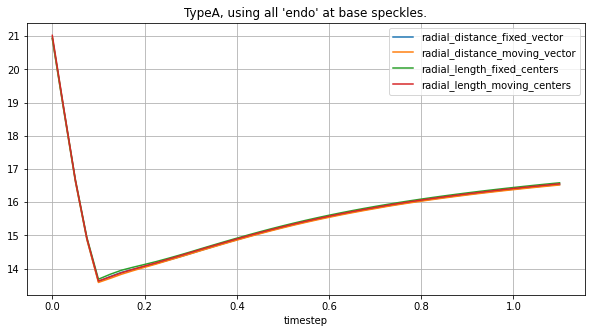 TypeA, using all 'endo' at base speckles.
radial_distance_fixed_vector
radial_distance_moving_vector
radial_length_fixed_centers
radial_length_moving_centers
21
20
19
18
17
16
15
14
0.0 0.2 0.4 0.6 0.8 1.0
timestep